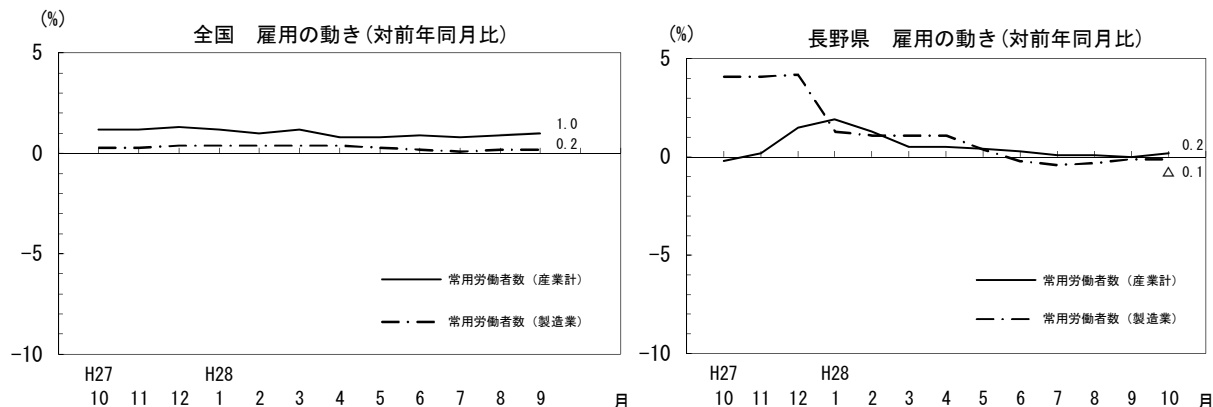 (%)
全国　雇用の動き(対前年同月比)
5
0
-5
-10
1.0
0.2
常用労働者数（産業計）
常用労働者数（製造業）
H27 H28
10 11 12 1 2 3 4 5 6 7 8 9 月
(%)
長野県　雇用の動き(対前年同月比)
5
0
-5
-10
0.2
△ 0.1
常用労働者数（産業計）
常用労働者数（製造業）
H27 H28
10 11 12 1 2 3 4 5 6 7 8 9 10 月